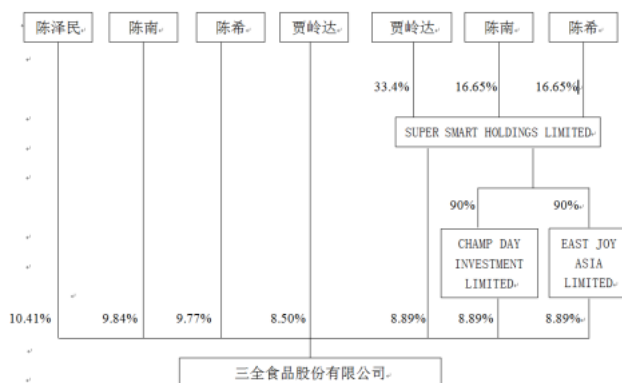 陈泽民
陈南
陈希
贾岭达
贾岭达
陈南
陈希
33.4%
16.65%
16.65%
SUPER SMART HOLDINGS LIMITED
90%
90%
CHAMP DAY
INVESTMENT
LIMITED
EAST JOY
ASIA
LIMITED
10.41%
9.84%
9.77%
8.50%
8.89%
8.89%
8.89%
三全食品股份有限公司